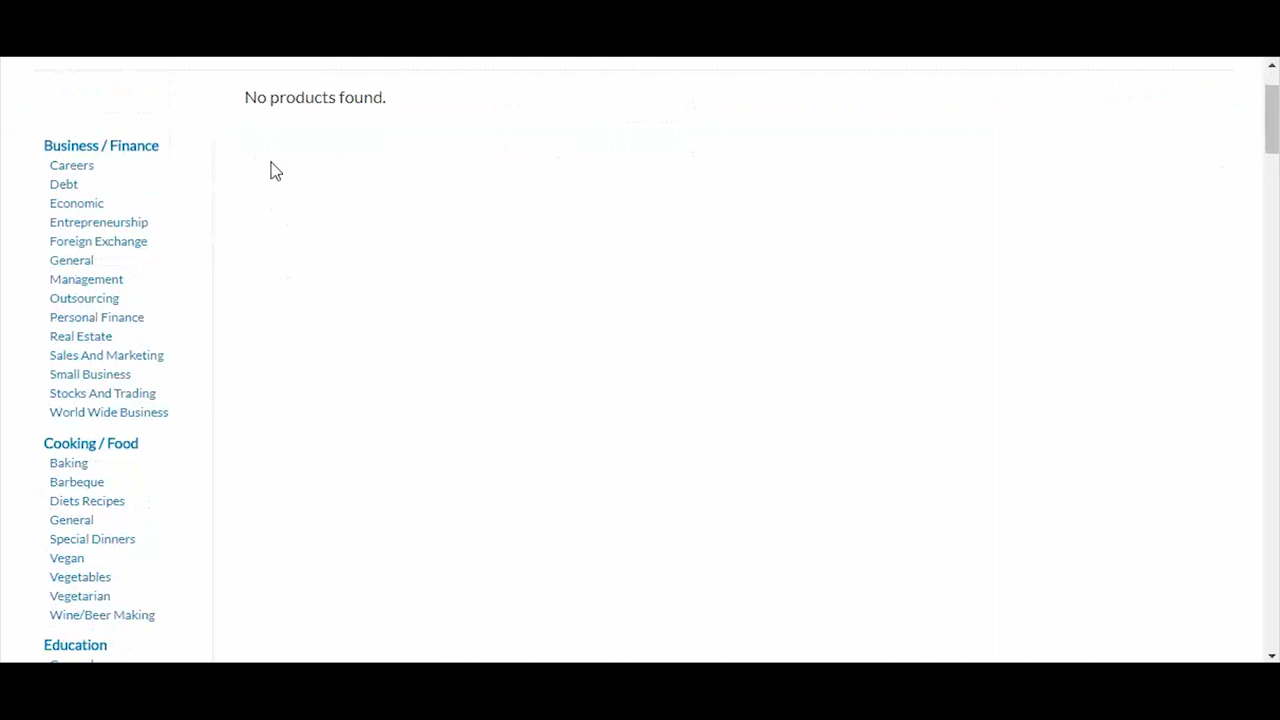 No products found.
Business / Finance
Careers
Debt
Economic
Entrepreneurship
Foreign Exchange
General
Management
Outsourcing
Personal Finance
Real Estate
Sales And Marketing
Small Business
Stocks And Trading
World Wide Business
Cooking / Food
Baking
Barbeque
Diets Recipes
General
Special Dinners
Vegan
Vegetables
Vegetarian
Wine/Beer Making
Education